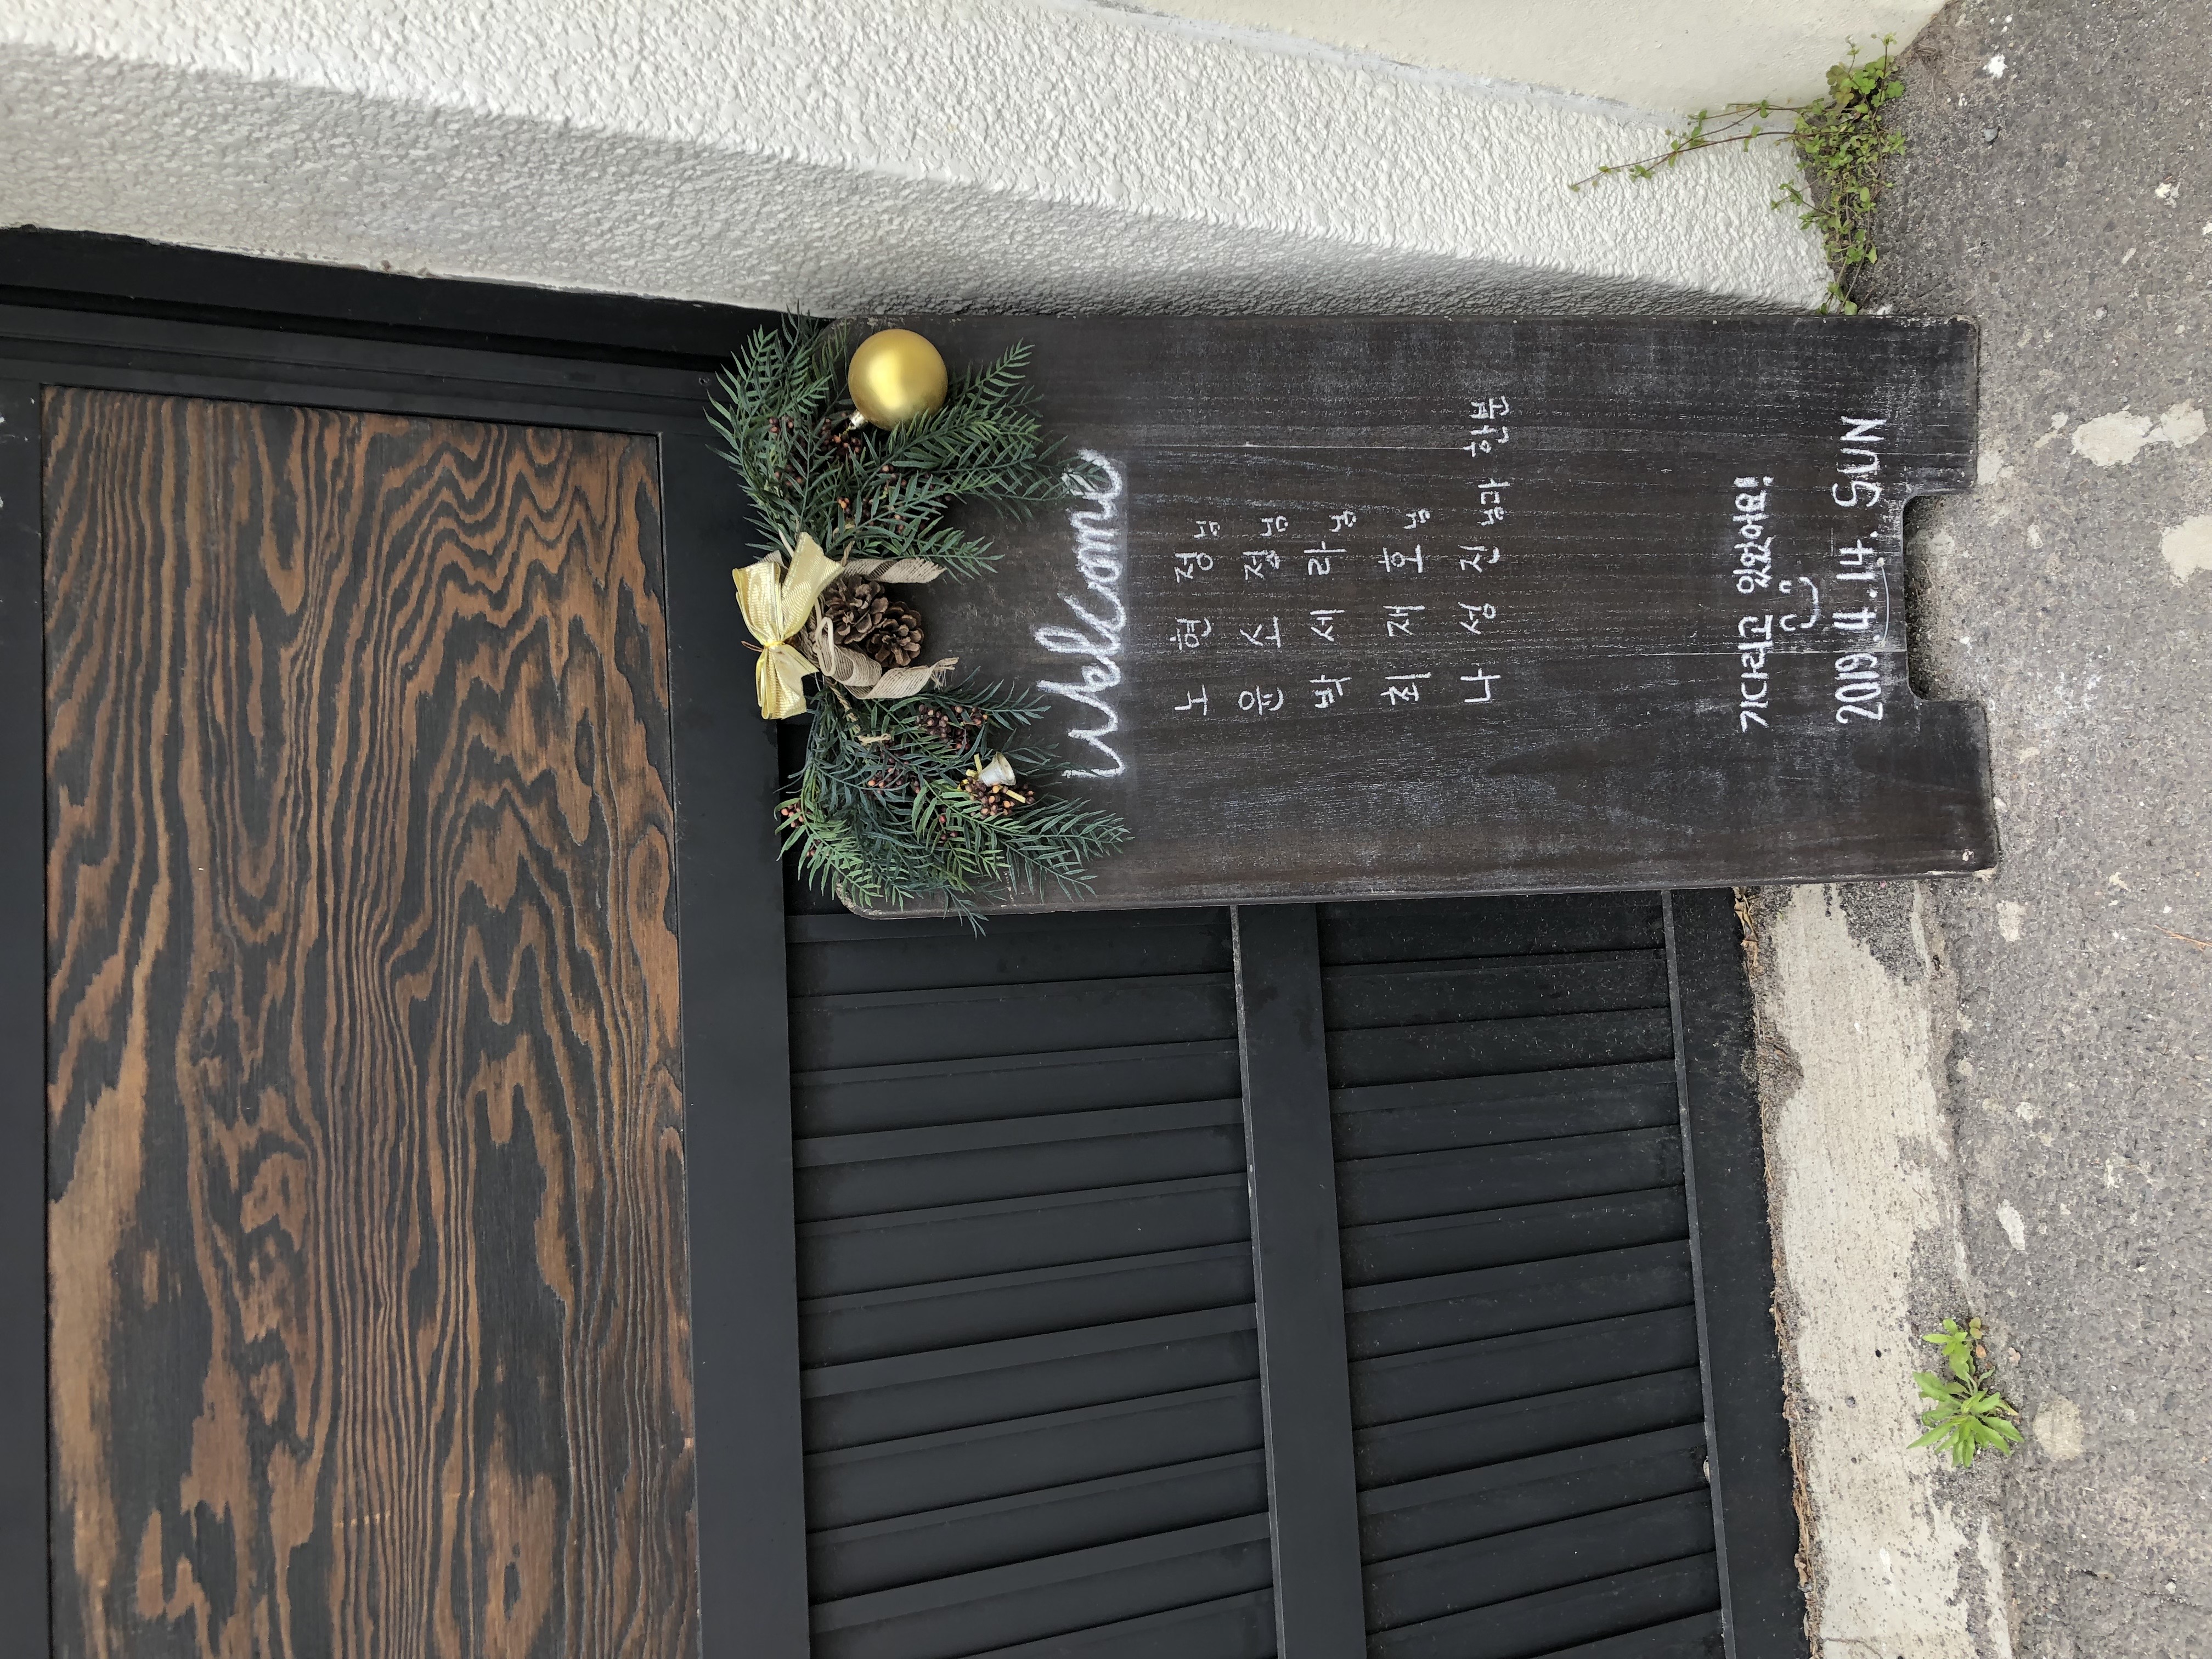 Welcome
노 현 정님
윤 소 정님
박 세 라님
최 재 호님
나 성 진님과 한분
기다리고 있었어요!
2019.4.14. SUN